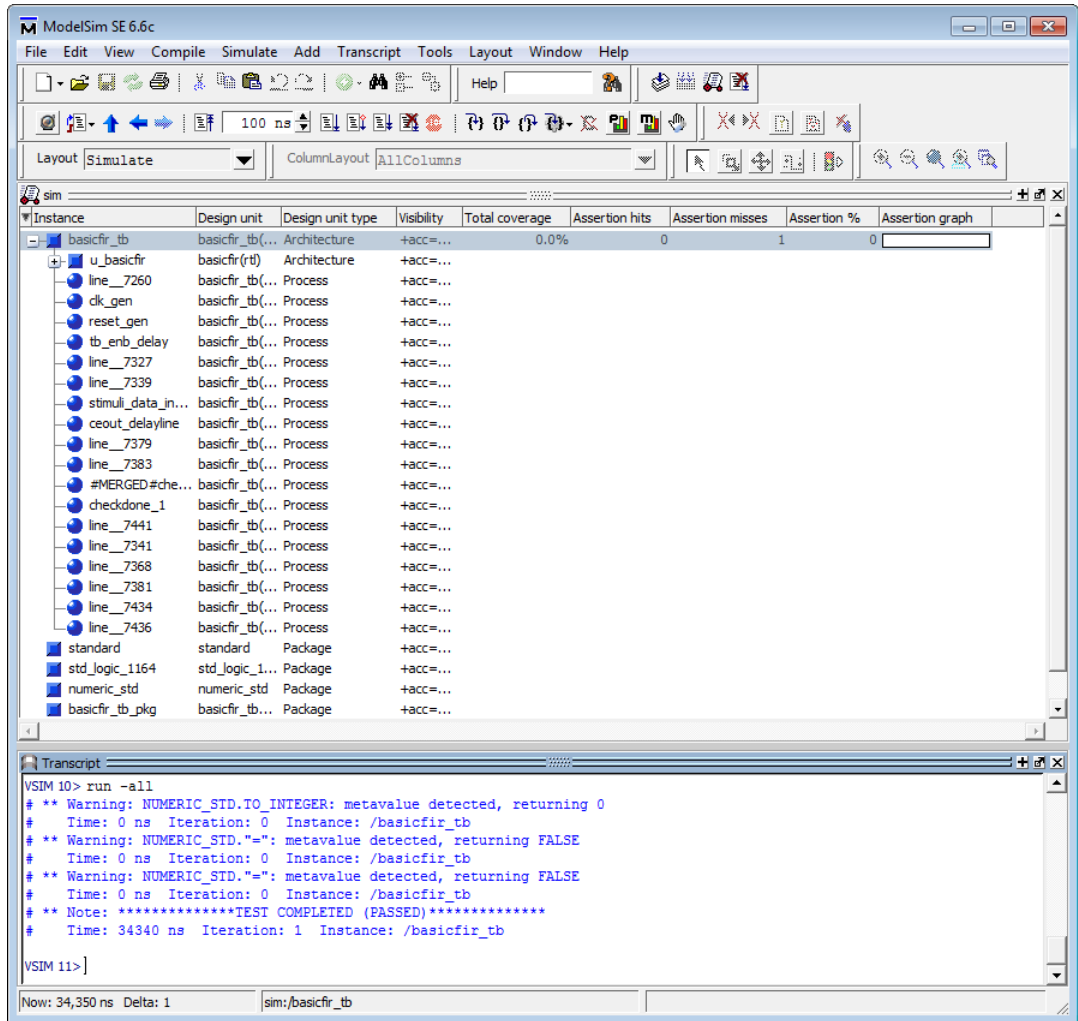 ModelSim SE 6.6c
File Edit View Compile Simulate Add Transcript Tools Layout Window Help
Help
100 ns
Layout Simulate ColumnLayout AllColumns
sim
Instance Design unit Design unit type Visibility Total coverage Assertion hits Assertion misses Assertion % Assertion graph
basicfir_tb basicfir_tb(... Architecture +acc=... 0.0% 0 1 0
u_basicfir basicfir(rtl) Architecture +acc=...
line__7260 basicfir_tb(... Process +acc=...
clk_gen basicfir_tb(... Process +acc=...
reset_gen basicfir_tb(... Process +acc=...
tb_enb_delay basicfir_tb(... Process +acc=...
line__7327 basicfir_tb(... Process +acc=...
line__7339 basicfir_tb(... Process +acc=...
stimuli_data_in... basicfir_tb(... Process +acc=...
ceout_delayline basicfir_tb(... Process +acc=...
line__7379 basicfir_tb(... Process +acc=...
line__7383 basicfir_tb(... Process +acc=...
#MERGED#che... basicfir_tb(... Process +acc=...
checkdone_1 basicfir_tb(... Process +acc=...
line__7441 basicfir_tb(... Process +acc=...
line__7341 basicfir_tb(... Process +acc=...
line__7368 basicfir_tb(... Process +acc=...
line__7381 basicfir_tb(... Process +acc=...
line__7434 basicfir_tb(... Process +acc=...
line__7436 basicfir_tb(... Process +acc=...
standard standard Package +acc=...
std_logic_1164 std_logic_1... Package +acc=...
numeric_std numeric_std Package +acc=...
basicfir_tb_pkg basicfir_tb... Package +acc=...
Transcript
VSIM 10> run -all
# ** Warning: NUMERIC_STD.TO_INTEGER: metavalue detected, returning 0
#    Time: 0 ns  Iteration: 0  Instance: /basicfir_tb
# ** Warning: NUMERIC_STD."=": metavalue detected, returning FALSE
#    Time: 0 ns  Iteration: 0  Instance: /basicfir_tb
# ** Warning: NUMERIC_STD."=": metavalue detected, returning FALSE
#    Time: 0 ns  Iteration: 0  Instance: /basicfir_tb
# ** Note: **************TEST COMPLETED (PASSED)**************
#    Time: 34340 ns  Iteration: 1  Instance: /basicfir_tb
VSIM 11>
Now: 34,350 ns Delta: 1 sim:/basicfir_tb